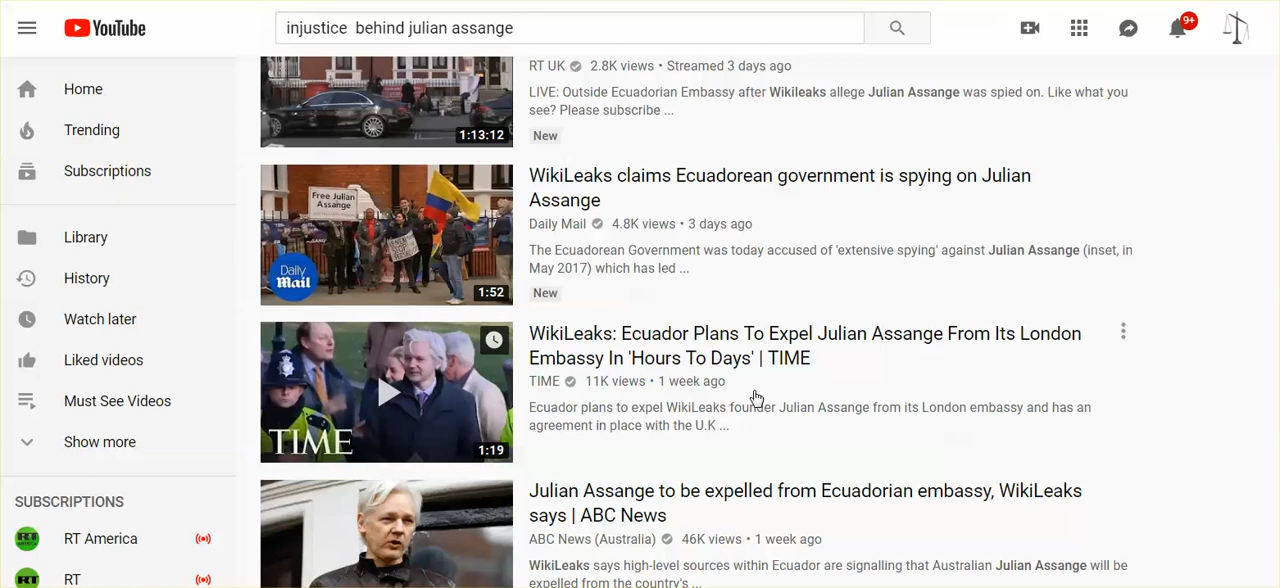 YouTube
injustice  behind julian assange
9+
Home
Trending
Subscriptions
Library
History
Watch later
Liked videos
Must See Videos
Show more
SUBSCRIPTIONS
RT America
RT
RT UK 2.8K views • Streamed 3 days ago
LIVE: Outside Ecuadorian Embassy after Wikileaks allege Julian Assange was spied on. Like what you
see? Please subscribe ...
New
1:13:12
WikiLeaks claims Ecuadorean government is spying on Julian
Assange
Daily Mail 4.8K views • 3 days ago
The Ecuadorean Government was today accused of 'extensive spying' against Julian Assange (inset, in
May 2017) which has led ...
New
Free Julian
Assange
Daily
Mail
1:52
WikiLeaks: Ecuador Plans To Expel Julian Assange From Its London
Embassy In 'Hours To Days' | TIME
TIME 11K views • 1 week ago
Ecuador plans to expel WikiLeaks founder Julian Assange from its London embassy and has an
agreement in place with the U.K ...
TIME
1:19
Julian Assange to be expelled from Ecuadorian embassy, WikiLeaks
says | ABC News
ABC News (Australia) 46K views • 1 week ago
WikiLeaks says high-level sources within Ecuador are signalling that Australian Julian Assange will be
expelled from the country's ...